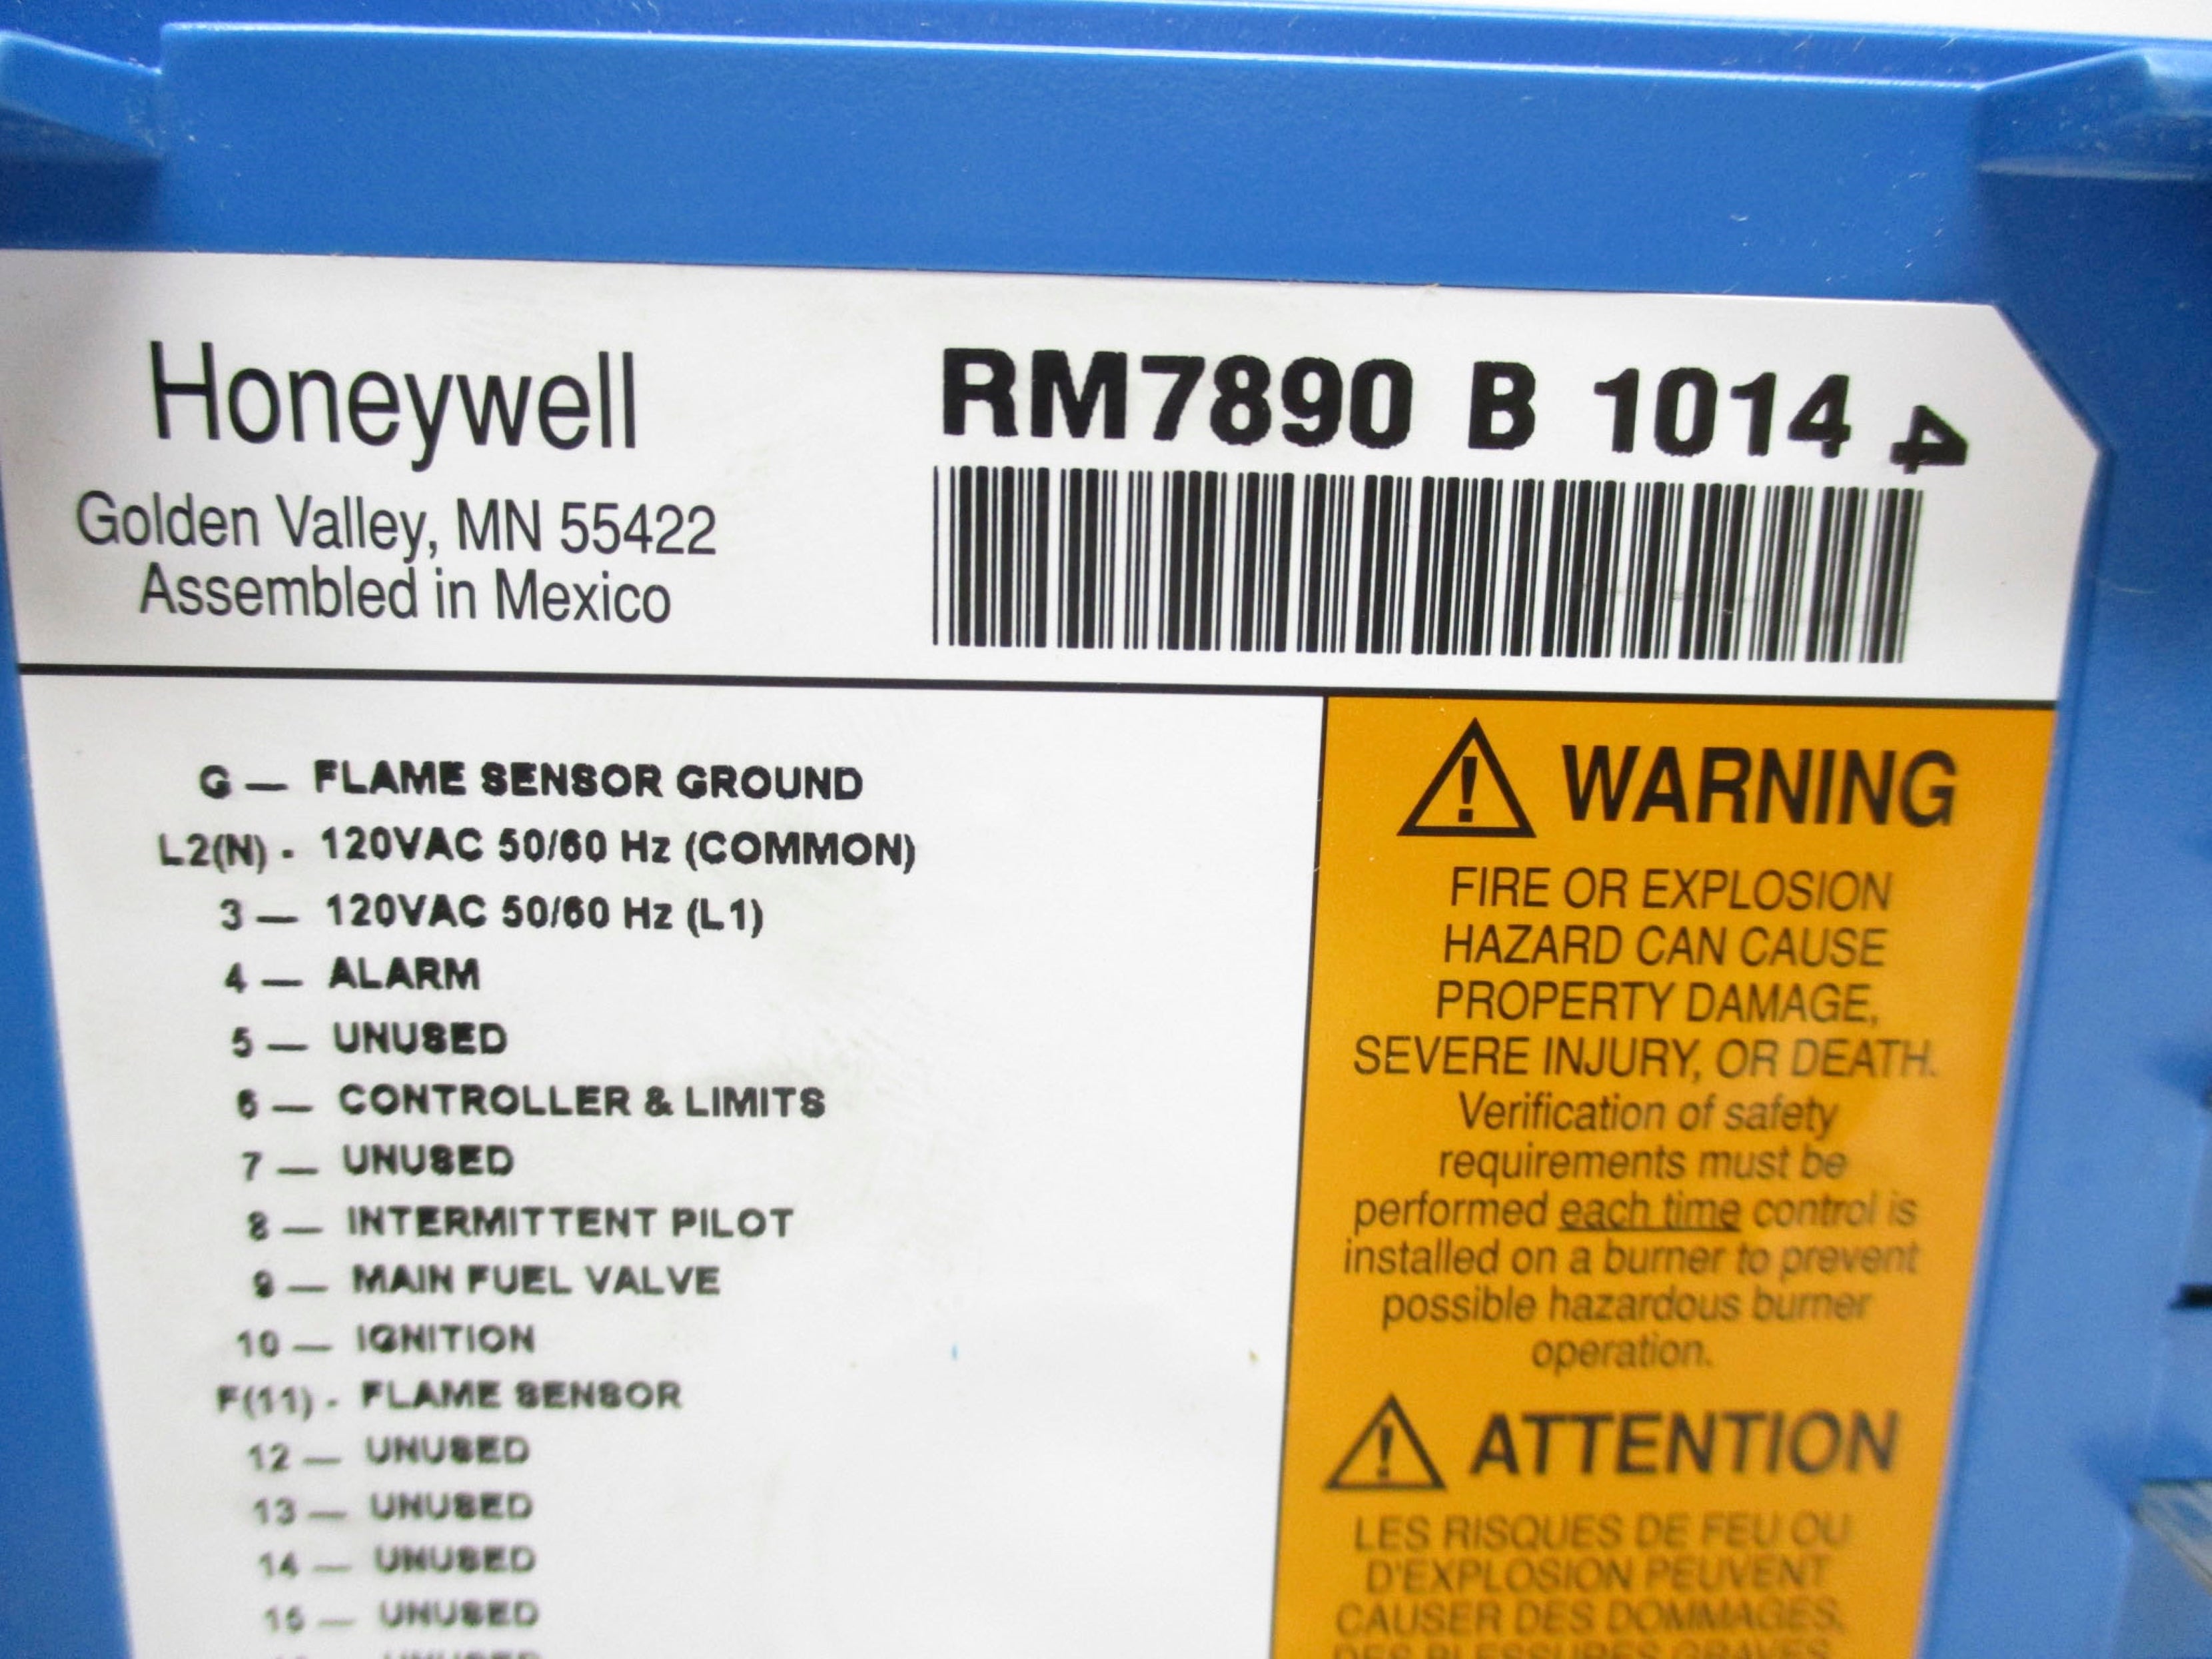 Honeywell
Golden Valley, MN 55422
Assembled in Mexico
RM7890 B 1014 4
G — FLAME SENSOR GROUND
L2(N) - 120VAC 50/60 Hz (COMMON)
3 — 120VAC 50/60 Hz (L1)
4 — ALARM
5 — UNUSED
6 — CONTROLLER & LIMITS
7 — UNUSED
8 — INTERMITTENT PILOT
9 — MAIN FUEL VALVE
10 — IGNITION
F(11) - FLAME SENSOR
12 — UNUSED
13 — UNUSED
14 — UNUSED
15 — UNUSED
UNUSED
WARNING
FIRE OR EXPLOSION
HAZARD CAN CAUSE
PROPERTY DAMAGE,
SEVERE INJURY, OR DEATH.
Verification of safety
requirements must be
performed each time control is
installed on a burner to prevent
possible hazardous burner
operation.
ATTENTION
LES RISQUES DE FEU OU
D'EXPLOSION PEUVENT
CAUSER DES DOMMAGES,
DES BLESSURES GRAVES